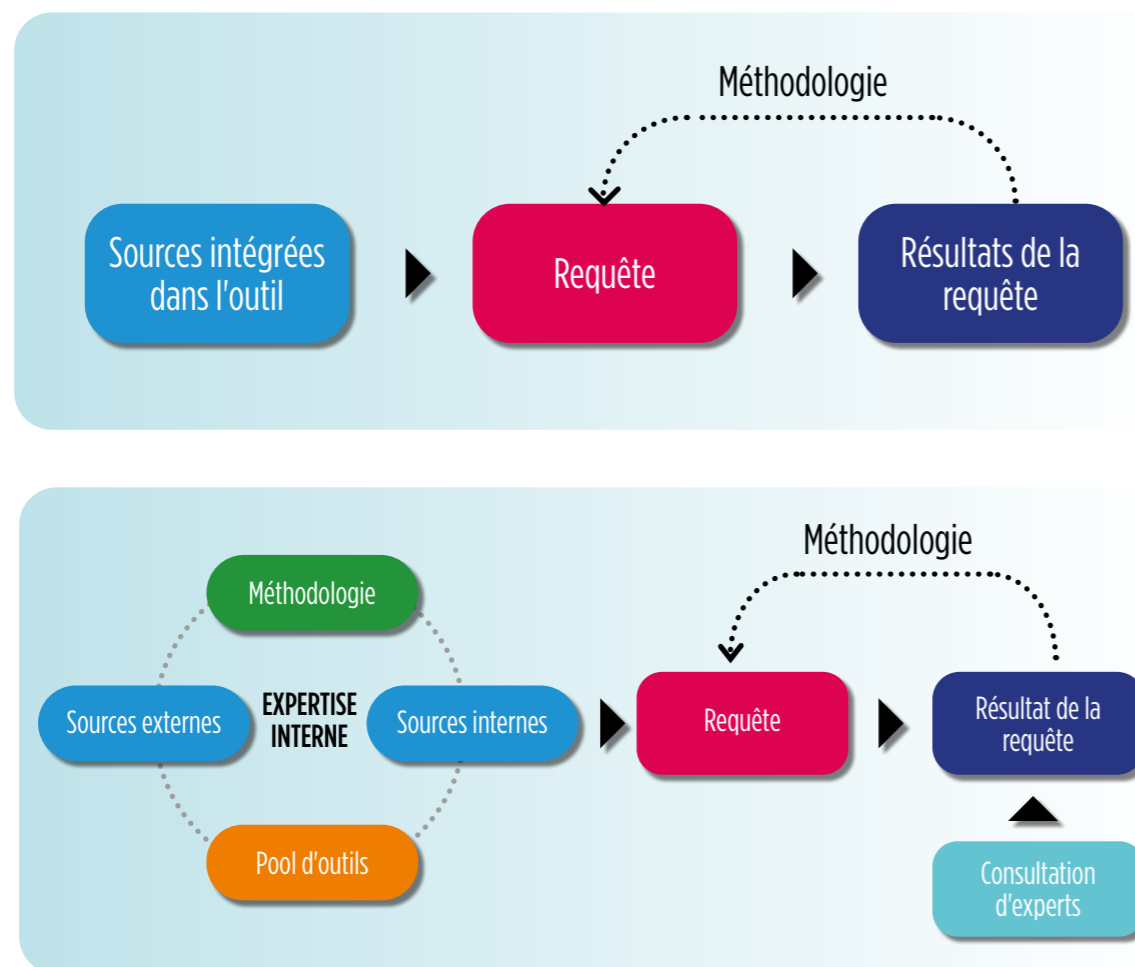 Méthodologie
Sources intégrées
dans l'outil
Requête
Résultats de la
requête
Méthodologie
Méthodologie
Sources externes
EXPERTISE
INTERNE
Sources internes
Pool d'outils
Requête
Résultat de la
requête
Consultation
d'experts